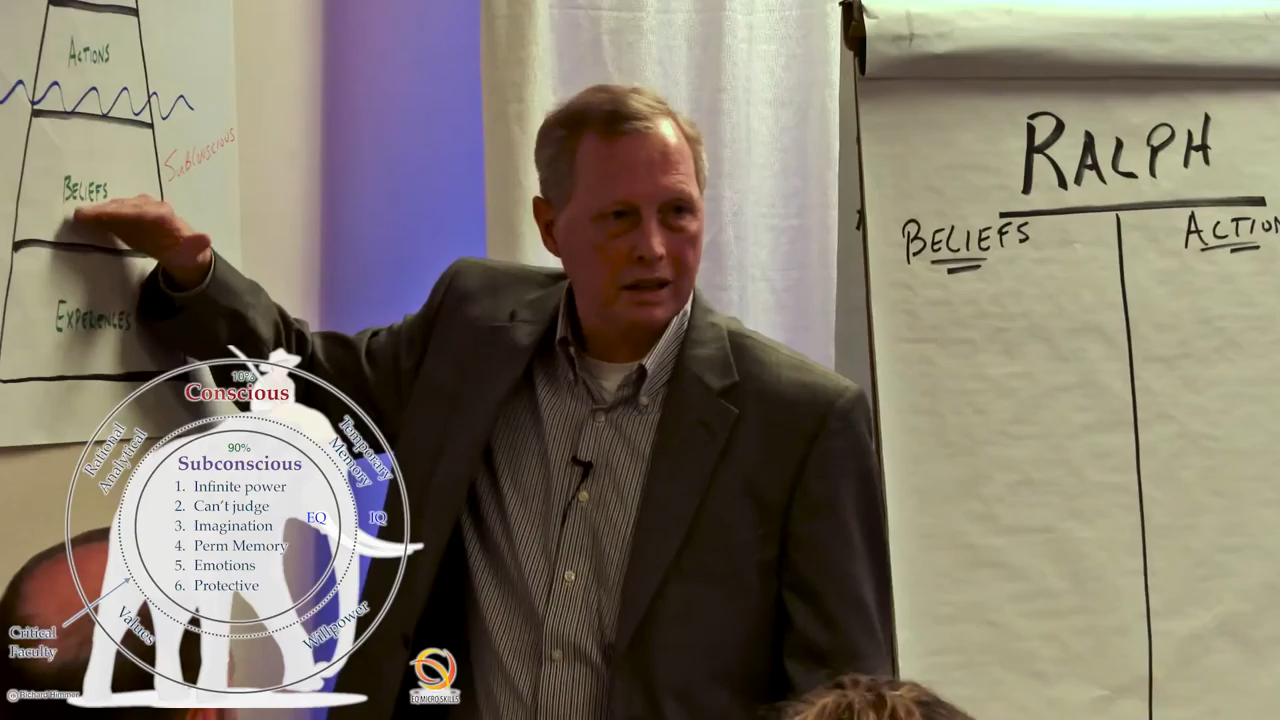 ACTIONS
BELIEFS
SUBCONSCIOUS
EXPERIENCES
RALPH
BELIEFS
ACTION
10%
Conscious
Rational
Analytical
Temporary
Memory
90%
Subconscious
1. Infinite power
2. Can't judge
3. Imagination
4. Perm Memory
5. Emotions
6. Protective
EQ
IQ
Values
Willpower
Critical
Faculty
© Richard Himmer
EQ MICRO SKILLS